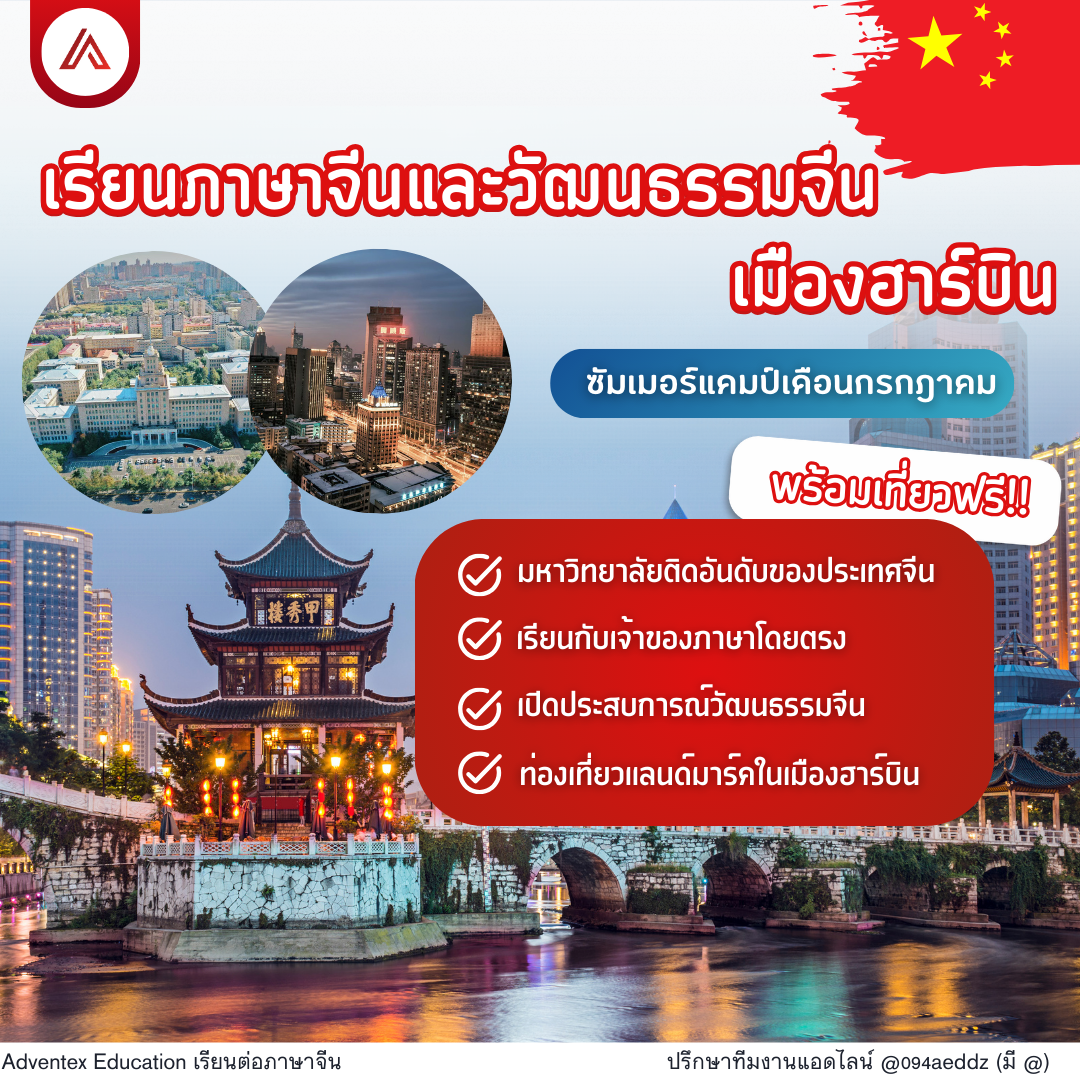 เรียนภาษาจีนและวัฒนธรรมจีน
เมืองฮาร์บิน
ซัมเมอร์แคมป์เดือนกรกฎาคม
พร้อมเที่ยวฟรี!!
มหาวิทยาลัยติดอันดับของประเทศจีน
เรียนกับเจ้าของภาษาโดยตรง
เปิดประสบการณ์วัฒนธรรมจีน
ท่องเที่ยวแลนด์มาร์คในเมืองฮาร์บิน
樓秀甲
Adventex Education เรียนต่อภาษาจีน
ปรึกษาทีมงานแอดไลน์ @094aeddz (มี @)